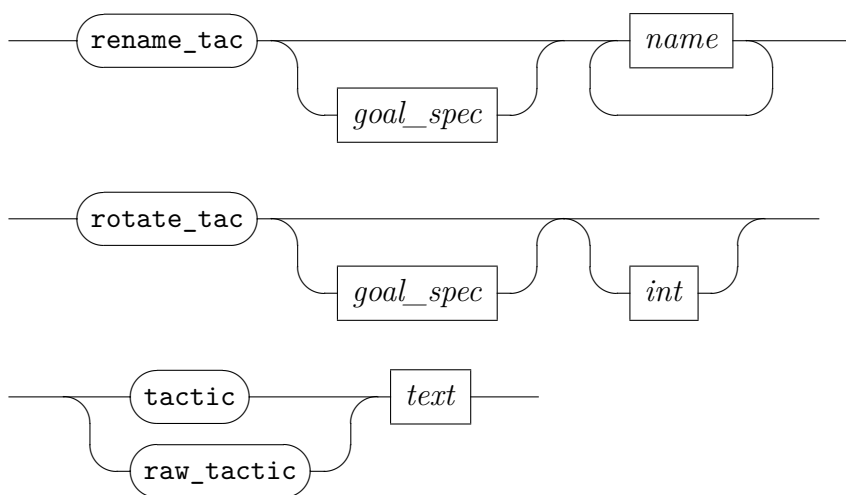 rename_tac name
goal_spec
rotate_tac
goal_spec int
tactic text
raw_tactic